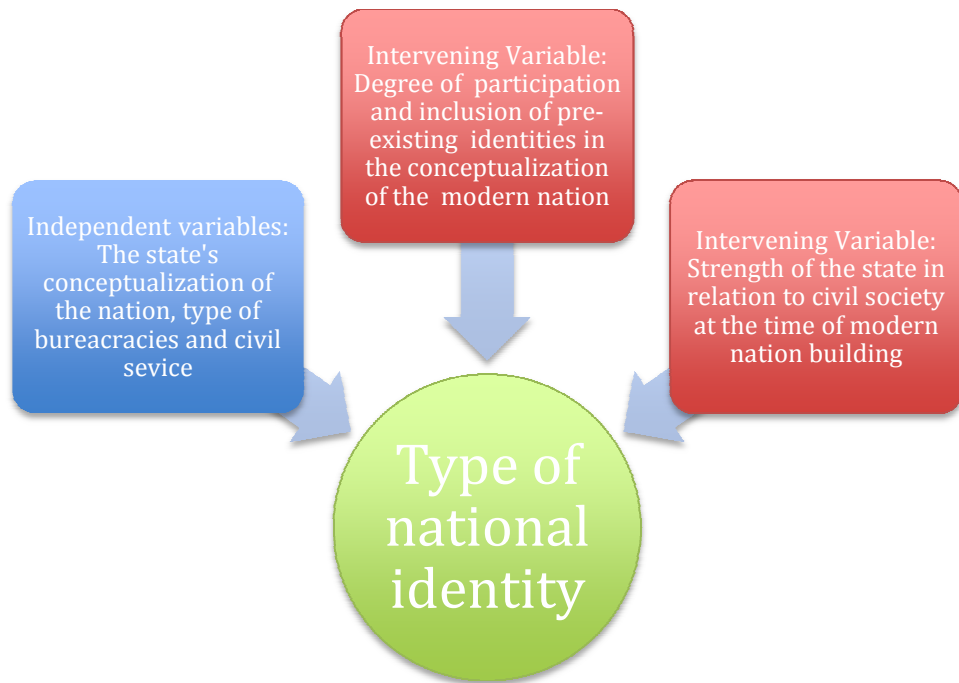 Intervening Variable:
Degree of participation
and inclusion of pre-
existing identities in
the conceptualization
of the modern nation
Independent variables:
The state's
conceptualization of
the nation, type of
bureacracies and civil
sevice
Intervening Variable:
Strength of the state in
relation to civil society
at the time of modern
nation building
Type of
national
identity